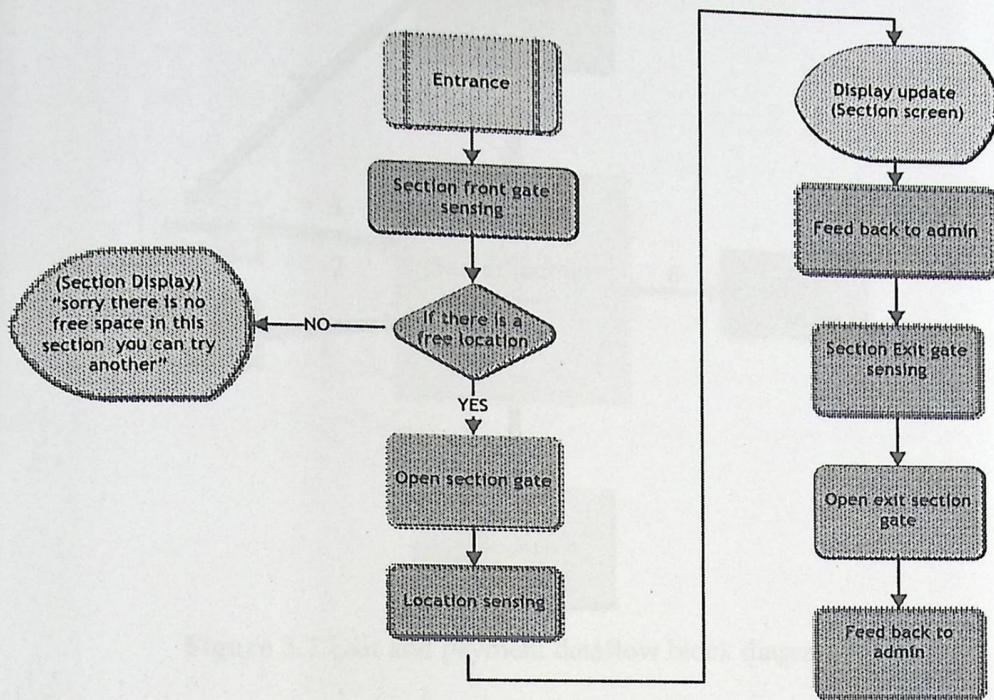 Entrance
Section front gate
sensing
If there is a
free location
NO
(Section Display)
"sorry there is no
free space in this
section you can try
another"
YES
Open section gate
Location sensing
Display update
(Section screen)
Feed back to admin
Section Exit gate
sensing
Open exit section
gate
Feed back to
admin